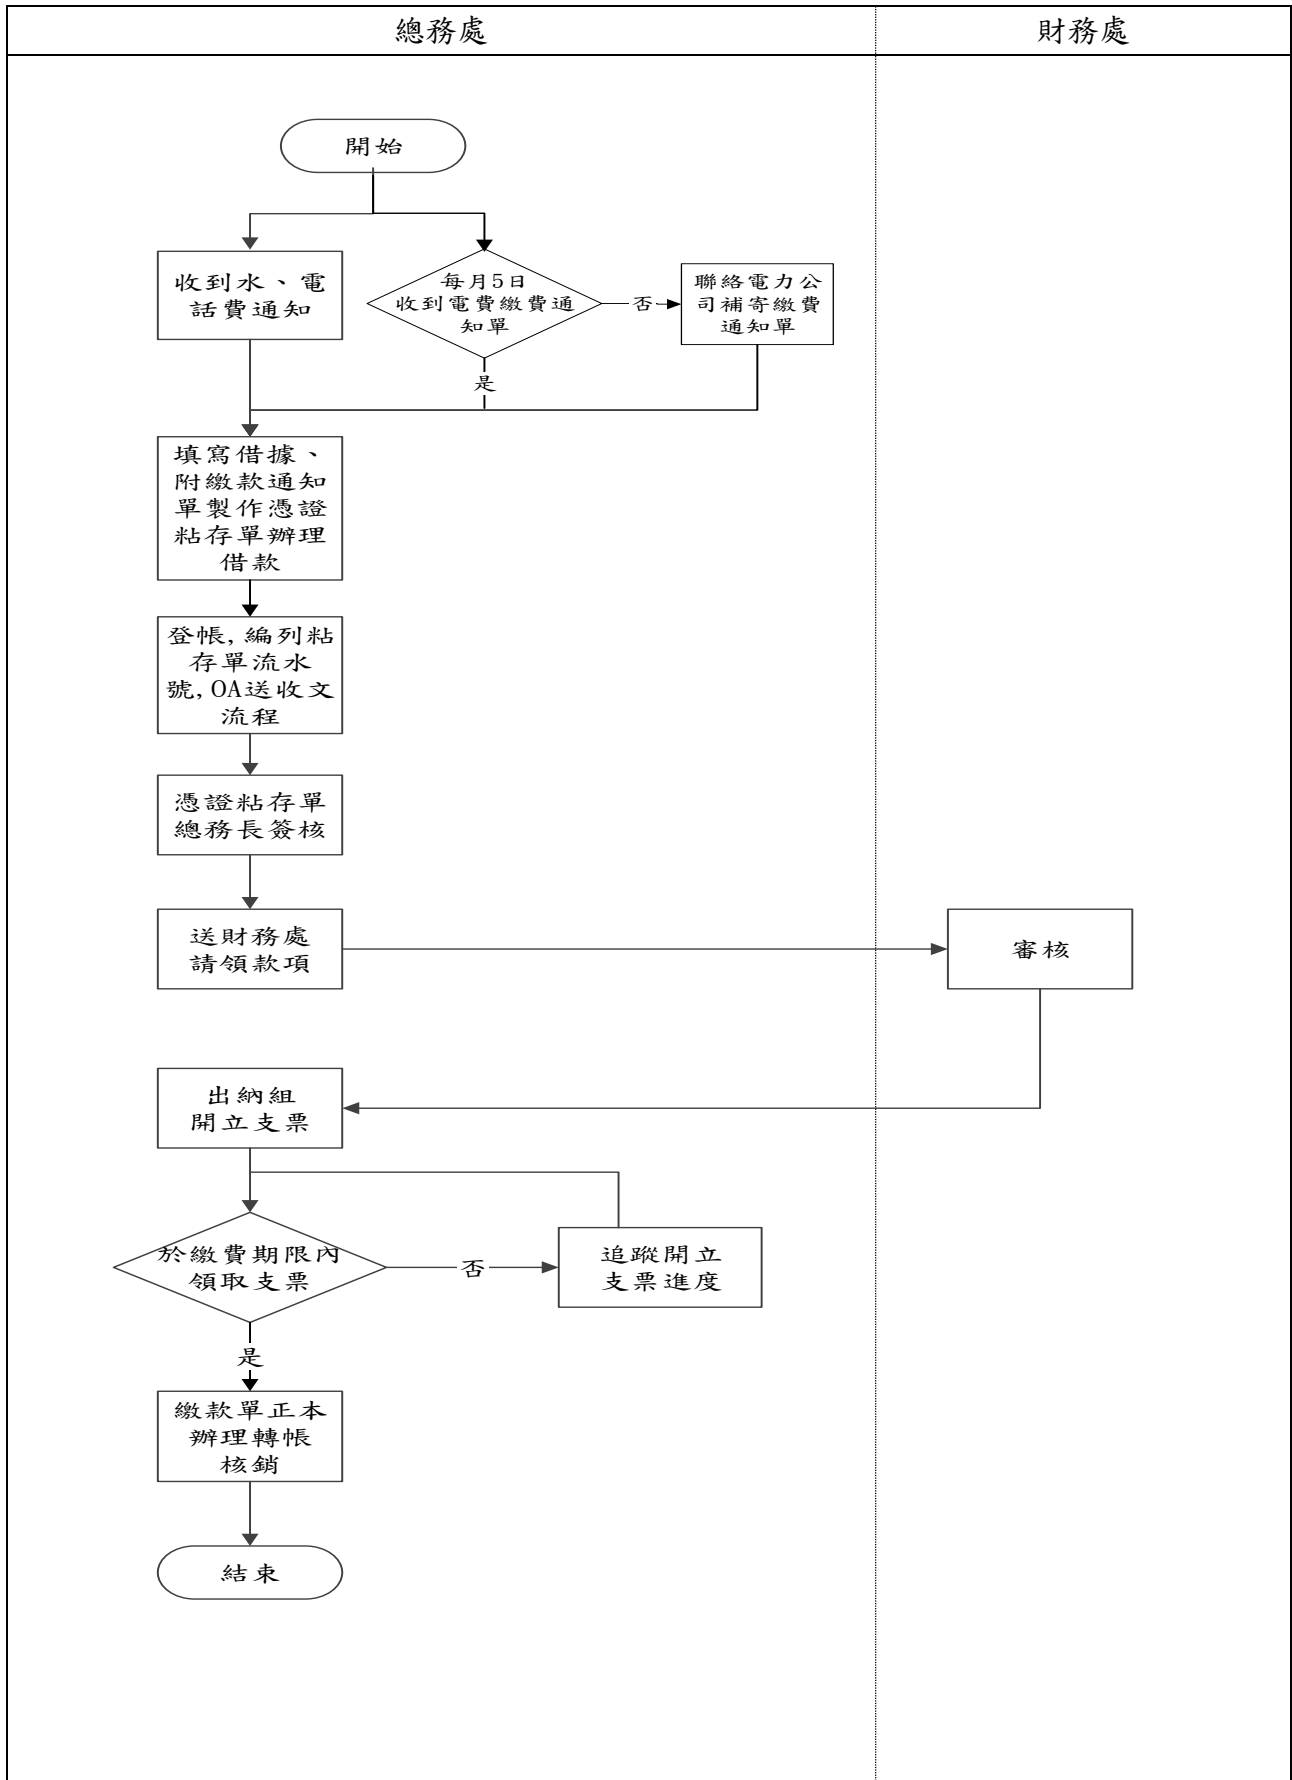 總務處
財務處
開始
收到水、電
話費通知
每月5日
收到電費繳費通
知單
否
聯絡電力公
司補寄繳費
通知單
是
填寫借據、
附繳款通知
單製作憑證
粘存單辦理
借款
登帳,編列粘
存單流水
號,OA送收文
流程
憑證粘存單
總務長簽核
送財務處
請領款項
審核
出納組
開立支票
於繳費期限內
領取支票
否
追蹤開立
支票進度
是
繳款單正本
辦理轉帳
核銷
結束